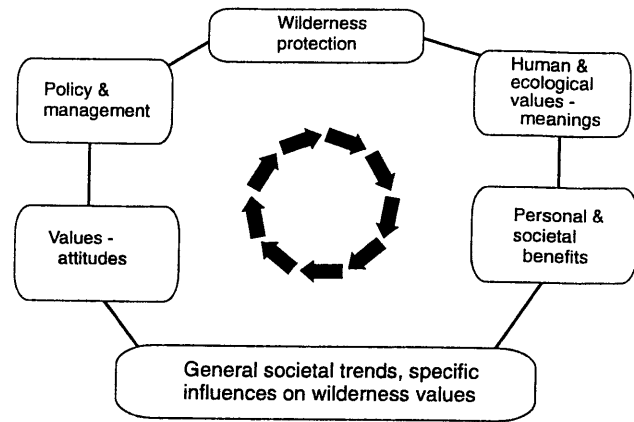 Wilderness
protection
Policy &
management
Human &
ecological
values -
meanings
Values -
attitudes
Personal &
societal
benefits
General societal trends, specific
influences on wilderness values